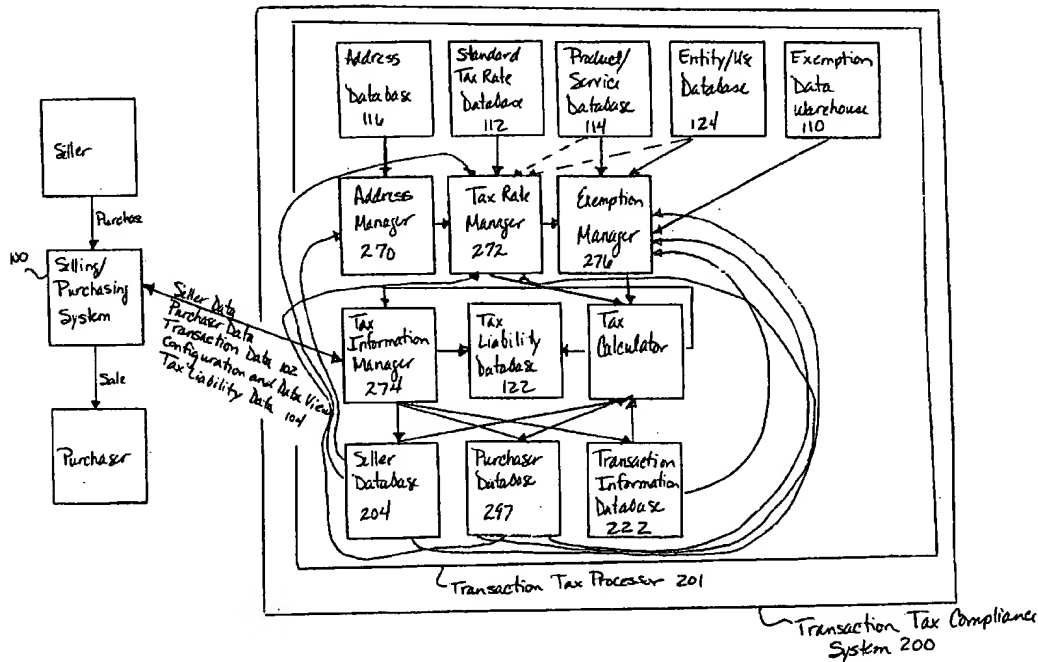 Seller
Purchase
100
Selling/
Purchasing
System
Sale
Purchaser
Seller Data
Purchaser Data
Transaction Data 102
Configuration and Data View
Tax Liability Data 104
Address
Database
116
Standard
Tax Rate
Database
112
Product/
Service
Database
114
Entity/Use
Database
124
Exemption
Data
Warehouse
110
Address
Manager
270
Tax Rate
Manager
272
Exemption
Manager
276
Tax
Information
Manager
274
Tax
Liability
Database
122
Tax
Calculator
Seller
Database
204
Purchaser
Database
297
Transaction
Information
Database
222
Transaction Tax Processor 201
Transaction Tax Compliance
System 200